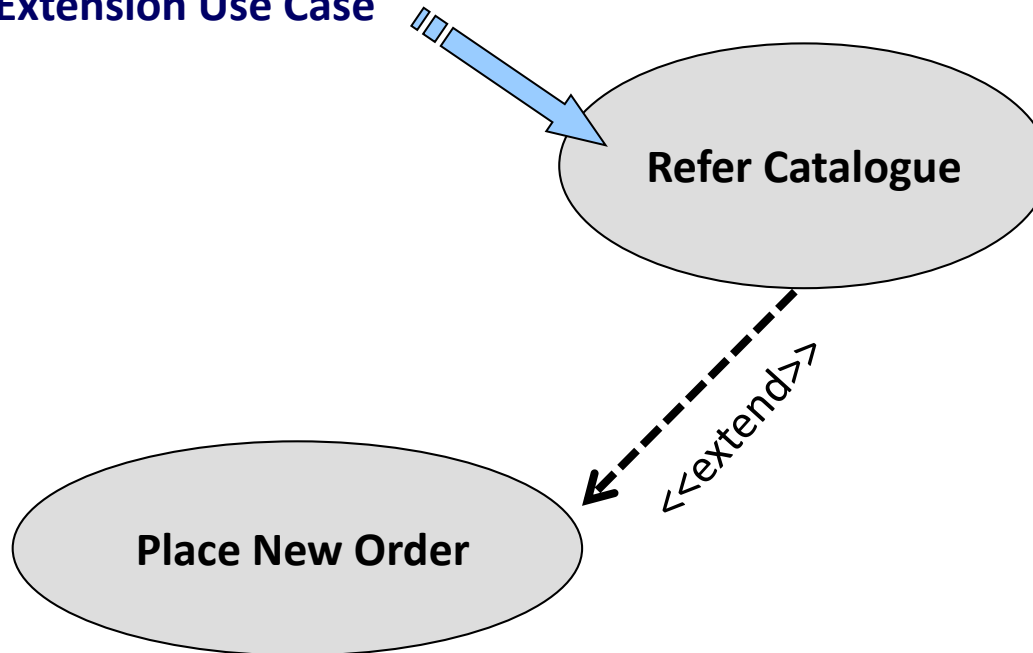 Extension Use Case
Refer Catalogue
<<extend>>
Place New Order